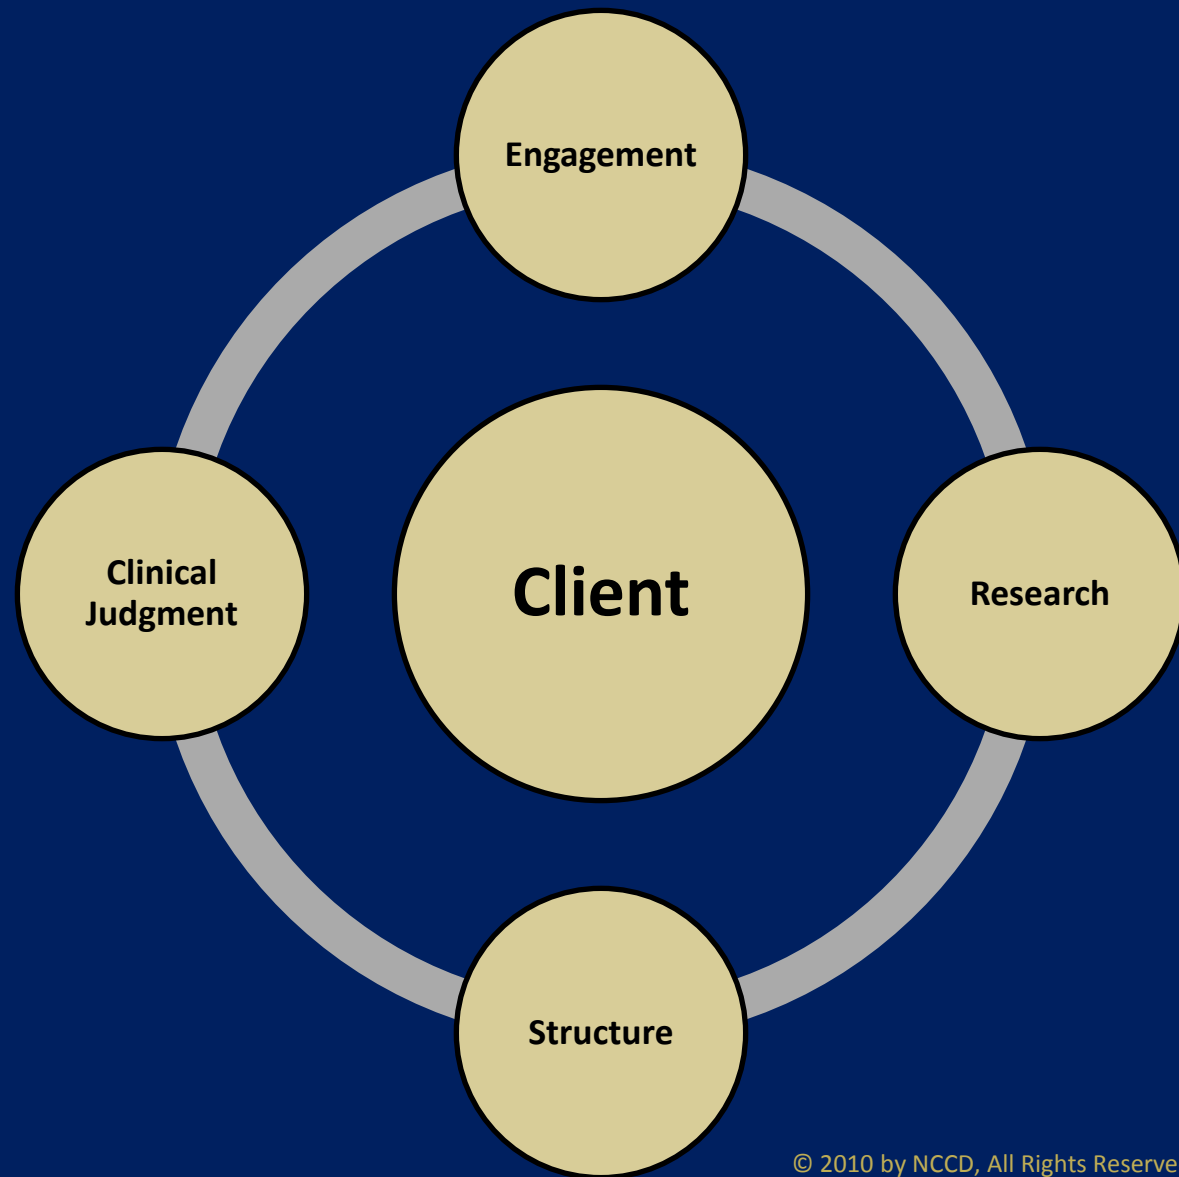 Engagement
Clinical
Judgment
Client
Research
Structure
© 2010 by NCCD, All Rights Reserve